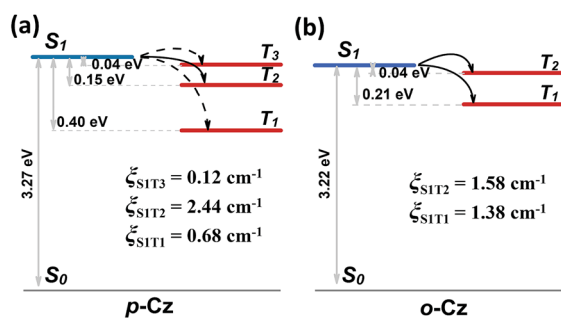 (a)
S1
T3
0.04 eV
T2
0.15 eV
T1
0.40 eV
3.27 eV
ξS1T3 = 0.12 cm-1
ξS1T2 = 2.44 cm-1
ξS1T1 = 0.68 cm-1
S0
p-Cz
(b)
S1
T2
0.04 eV
T1
0.21 eV
3.22 eV
ξS1T2 = 1.58 cm-1
ξS1T1 = 1.38 cm-1
S0
o-Cz